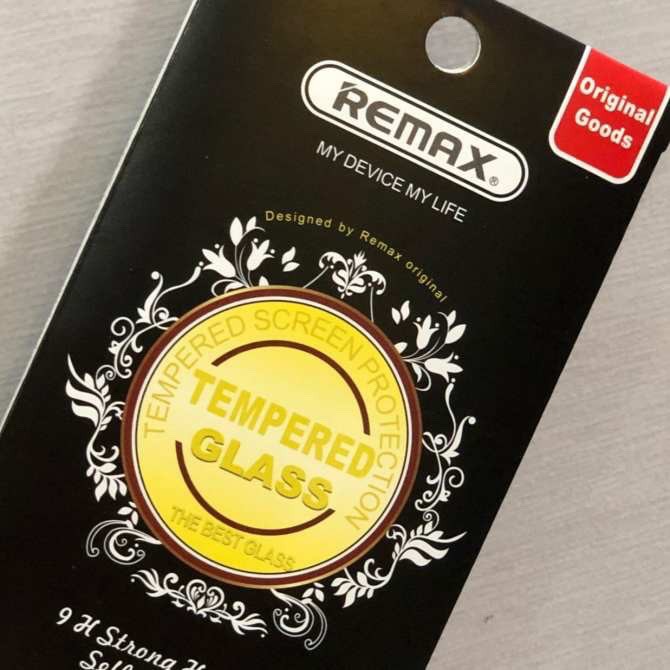 Original
Goods
REMAX®
MY DEVICE MY LIFE
Designed by Remax original
TEMPERED SCREEN PROTECTION
TEMPERED
GLASS
THE BEST GLASS
9 H Strong